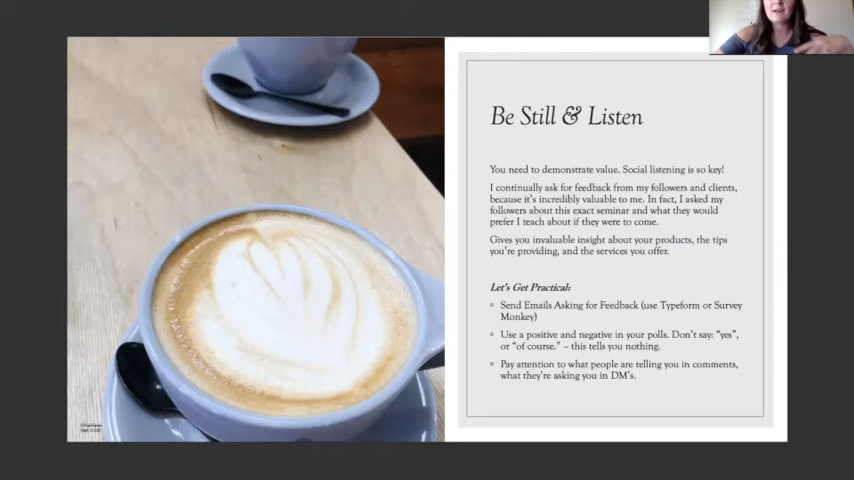 Be Still & Listen
You need to demonstrate value. Social listening is so key!
I continually ask for feedback from my followers and clients,
because it's incredibly valuable to me. In fact, I asked my
followers about this exact seminar and what they would
prefer I teach about if they were to come.
Gives you invaluable insight about your products, the tips
you're providing, and the services you offer.
Let's Get Practical:
Send Emails Asking for Feedback (use Typeform or Survey
Monkey)
Use a positive and negative in your polls. Don't say: "yes",
or "of course." – this tells you nothing.
Pay attention to what people are telling you in comments,
what they're asking you in DM's.